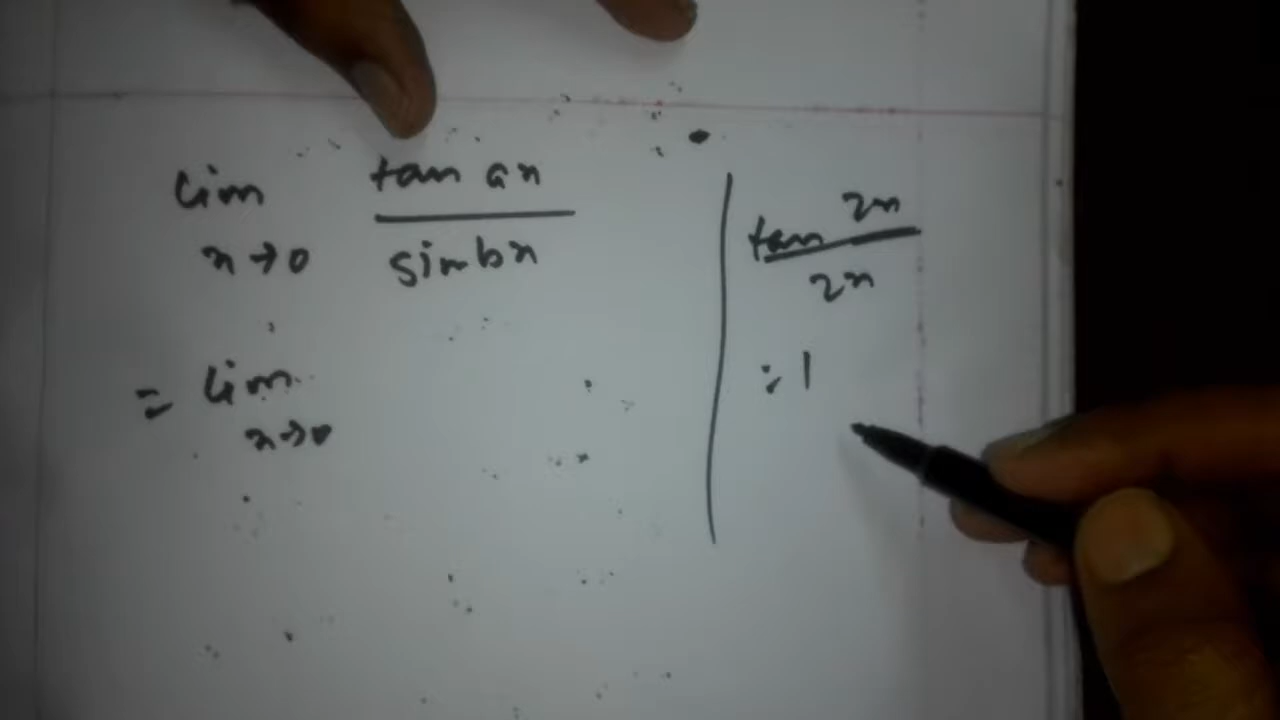 lim tan ax
x→0 sin bx
= lim
x→0
tan 2x
2x
= 1